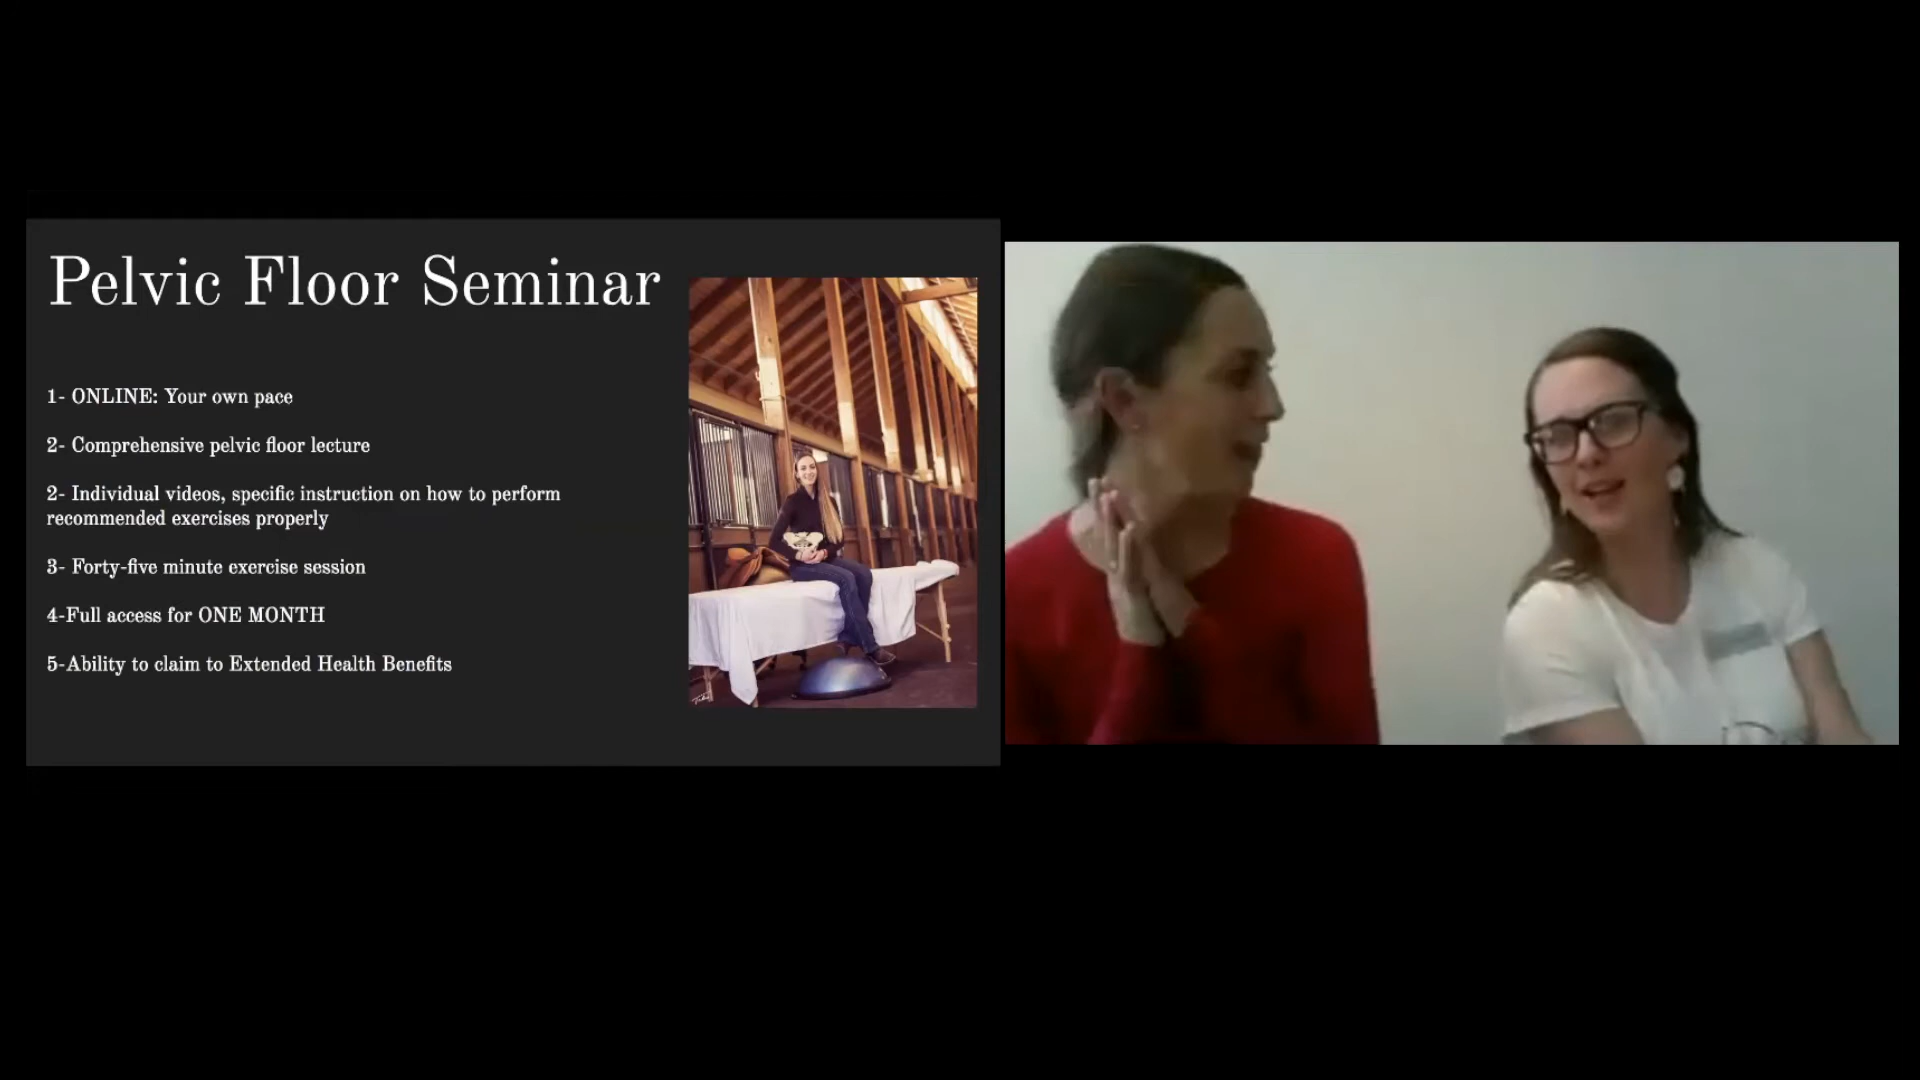 Pelvic Floor Seminar
1- ONLINE: Your own pace
2- Comprehensive pelvic floor lecture
2- Individual videos, specific instruction on how to perform
recommended exercises properly
3- Forty-five minute exercise session
4-Full access for ONE MONTH
5-Ability to claim to Extended Health Benefits